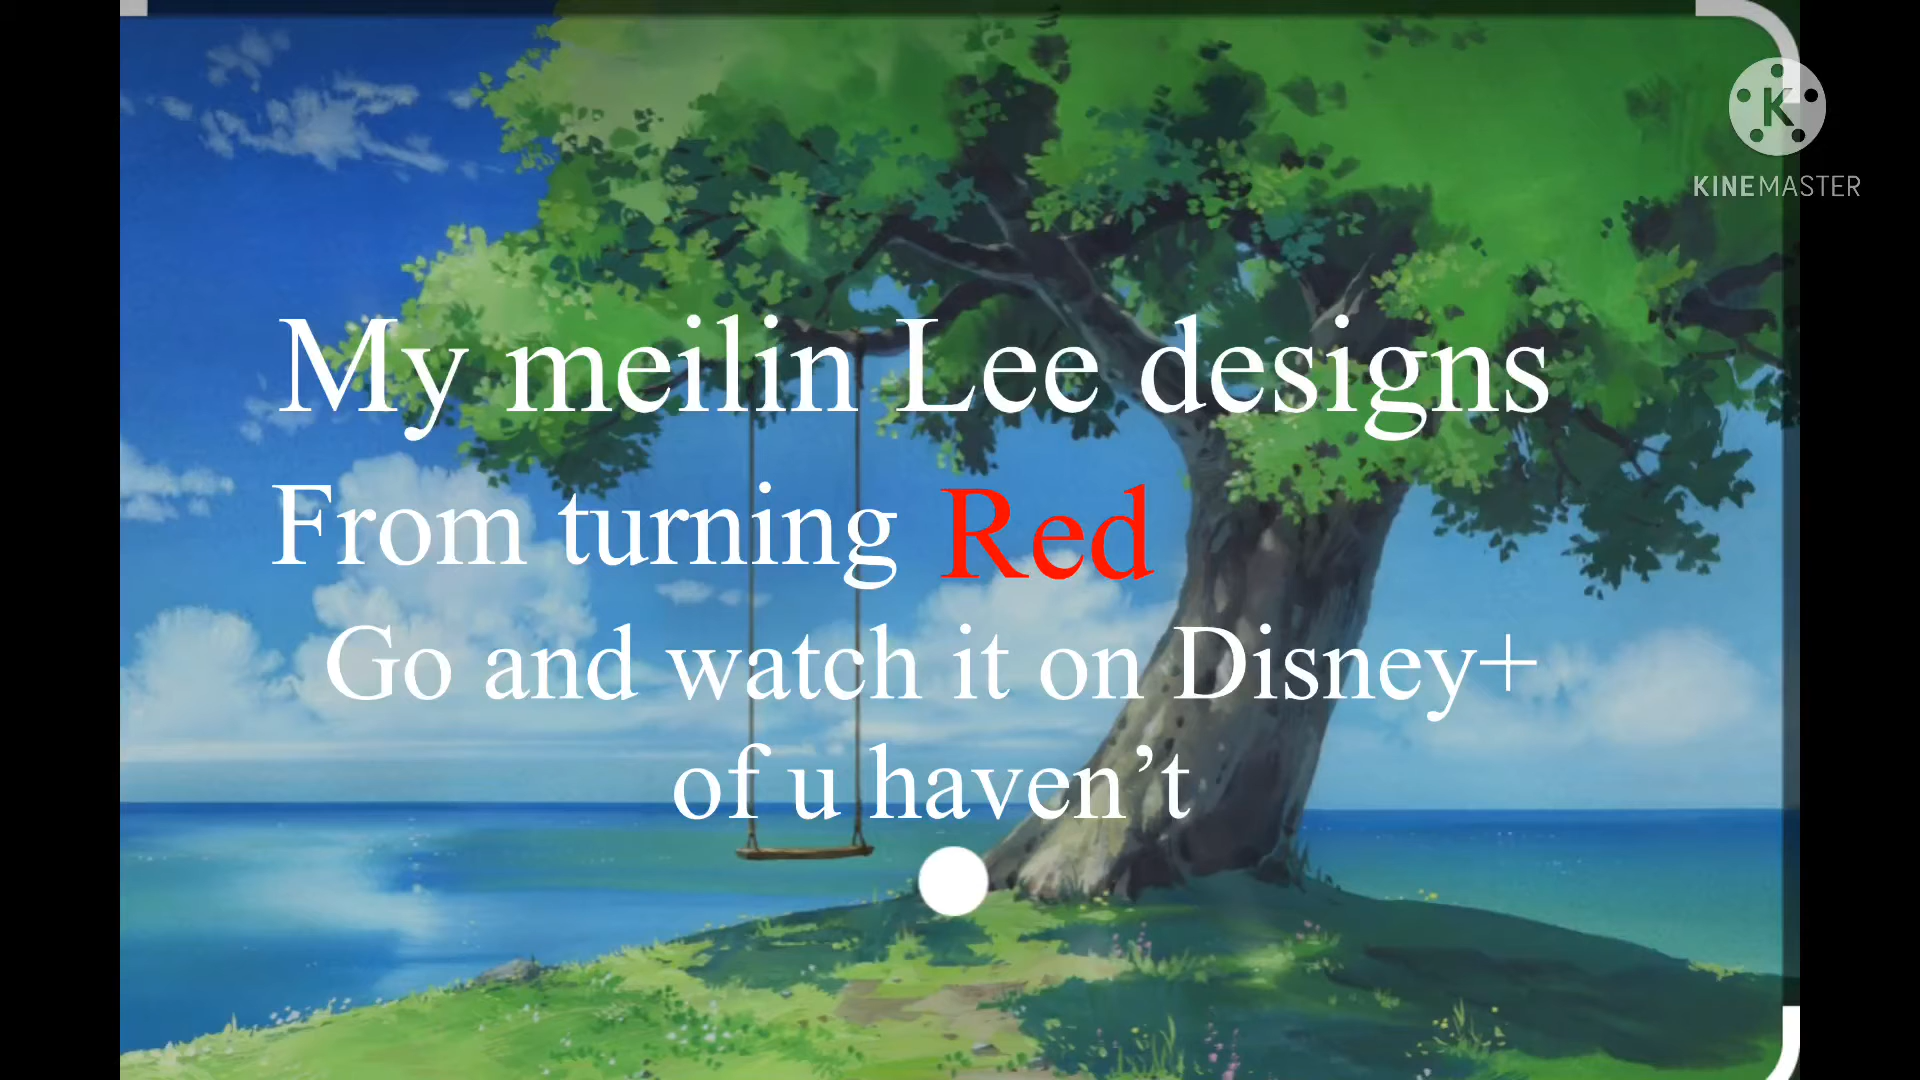 K
KINEMASTER
My meilin Lee designs
From turning Red
Go and watch it on Disney+
of u haven’t